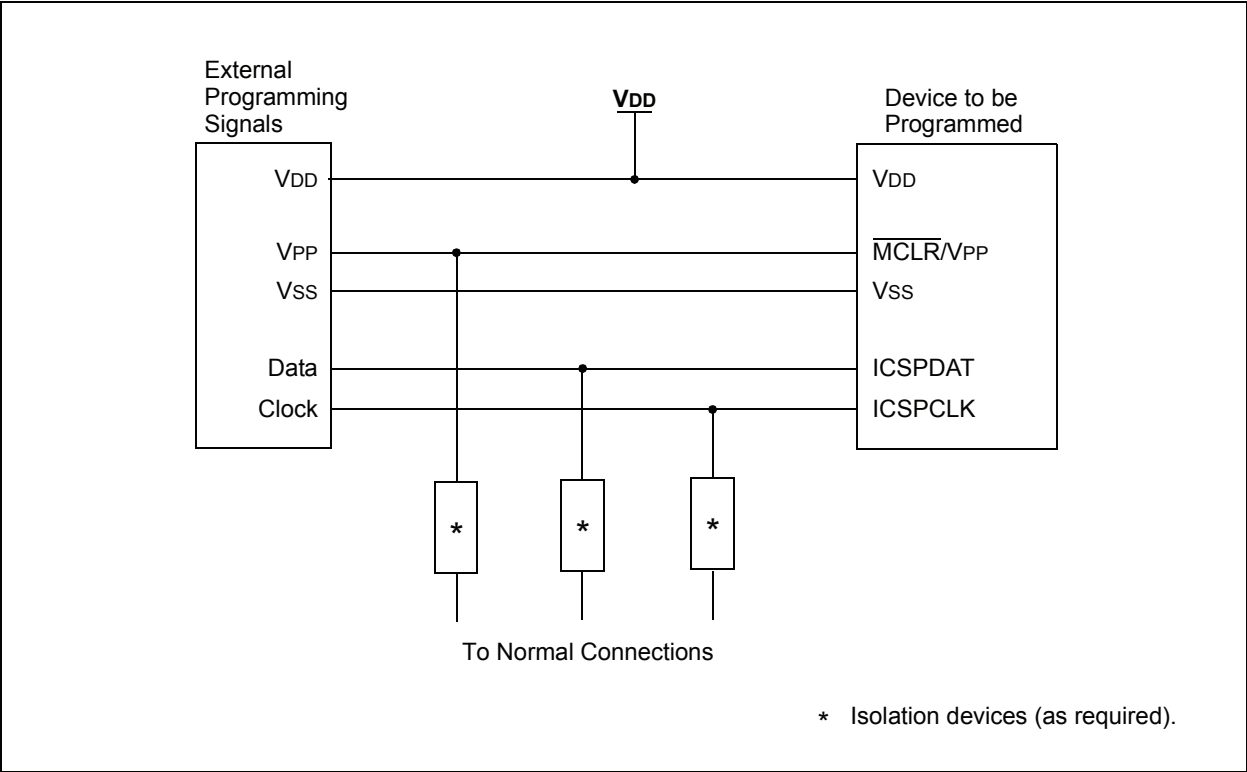 External
Programming
Signals
VDD
Device to be
Programmed
VDD
VDD
VPP
MCLR/VPP
VSS
VSS
Data
ICSPDAT
Clock
ICSPCLK
*
*
*
To Normal Connections
* Isolation devices (as required).